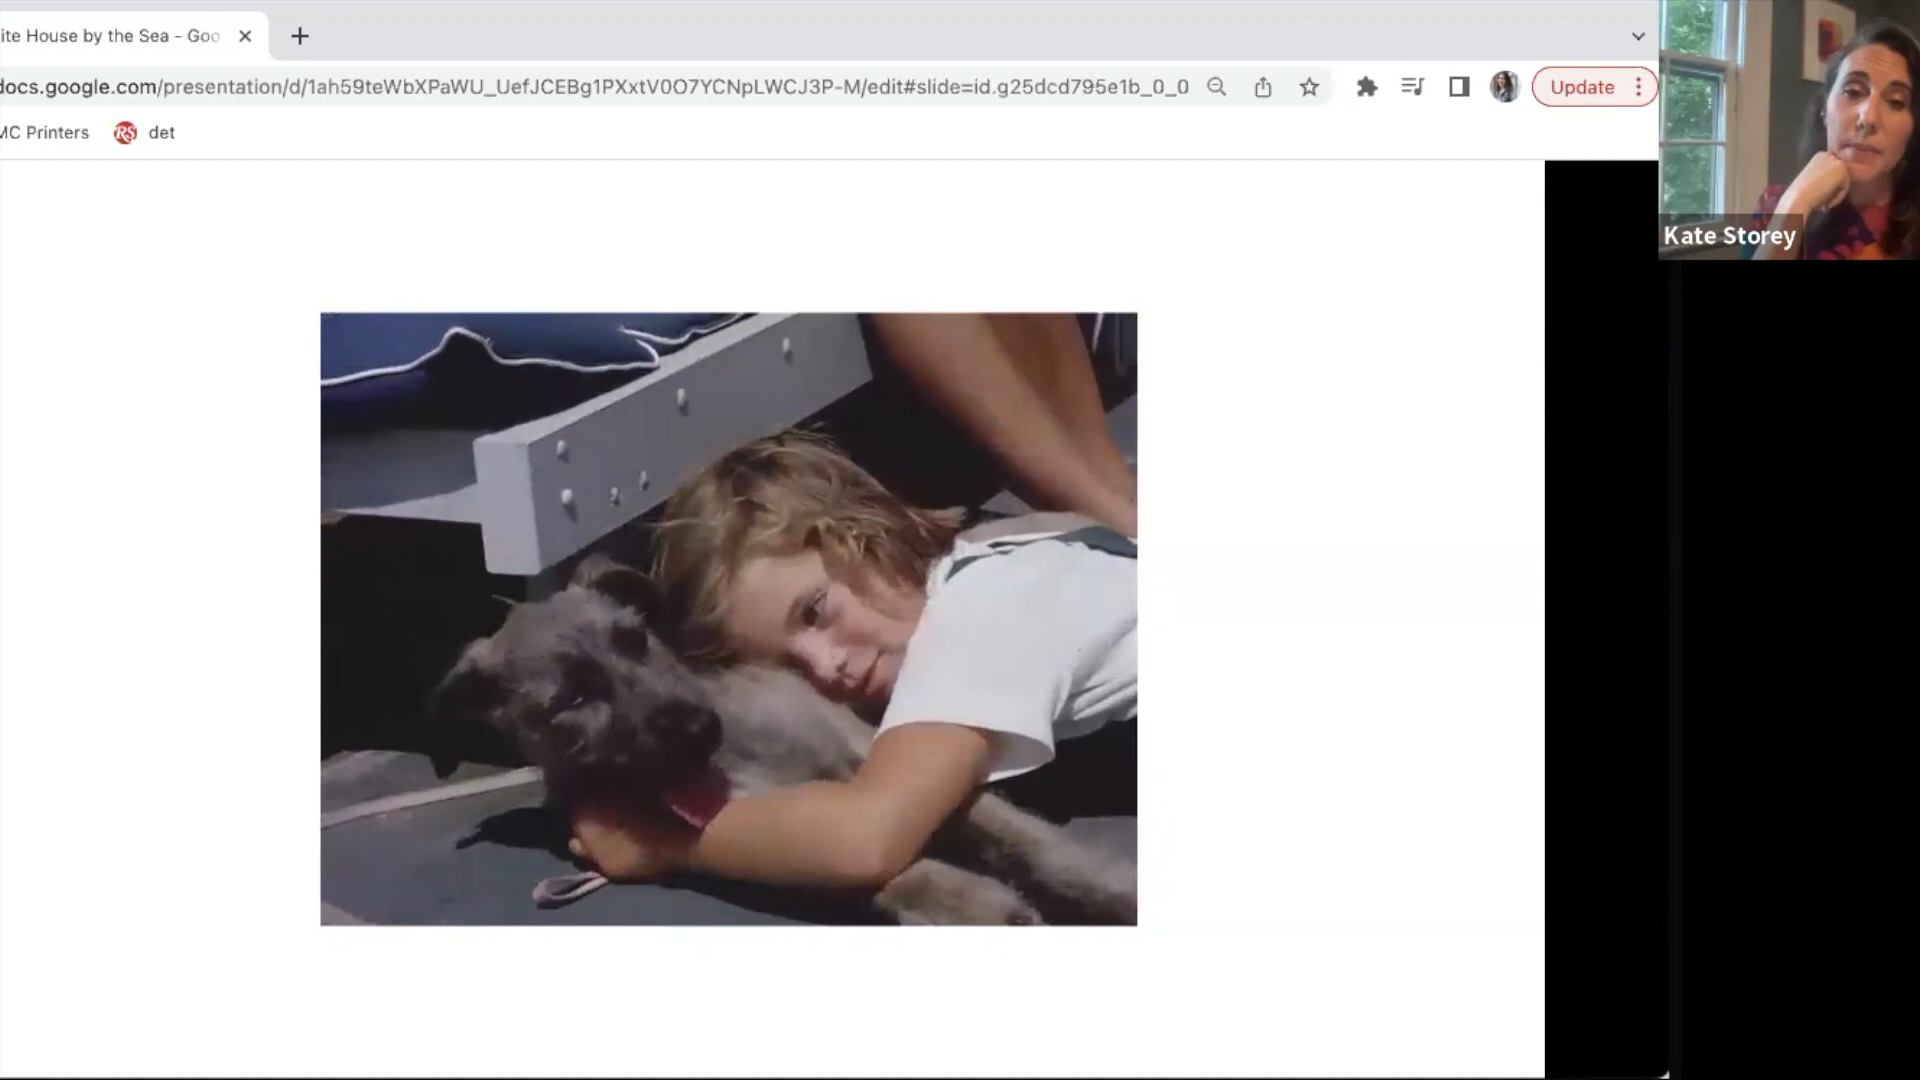 ite House by the Sea - Goo
docs.google.com/presentation/d/1ah59teWbXPaWU_UefJCEBg1PXxtV0O7YCNpLWCJ3P-M/edit#slide=id.g25dcd795e1b_0_0
Update
MC Printers
RS
det
Kate Storey